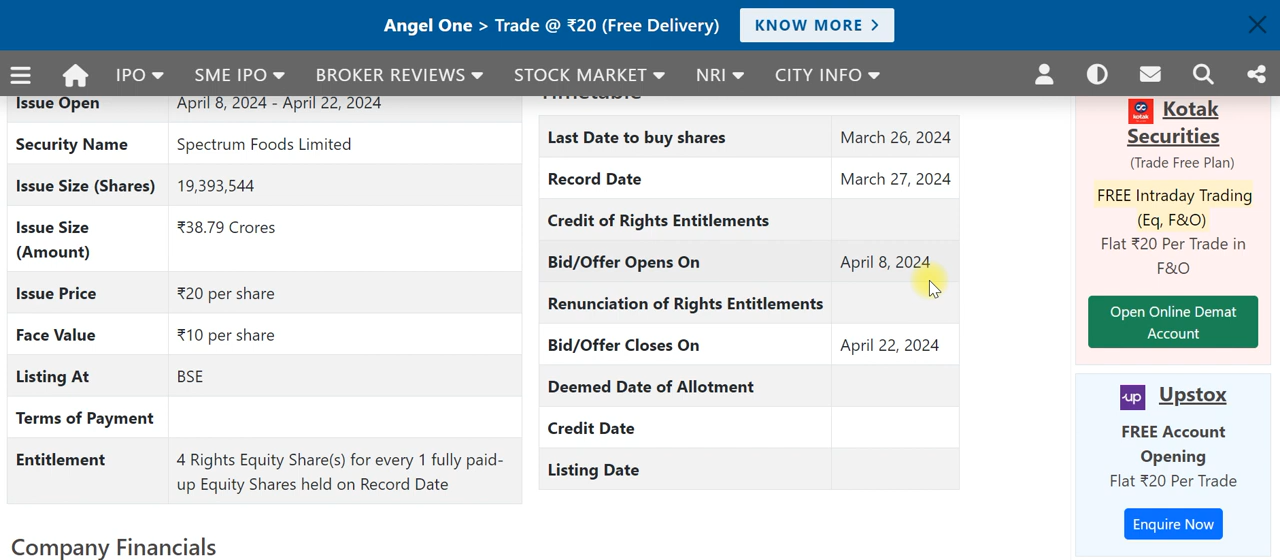 Angel One > Trade @ ₹20 (Free Delivery)
KNOW MORE >
IPO
SME IPO
BROKER REVIEWS
STOCK MARKET
NRI
CITY INFO
Issue Open April 8, 2024 - April 22, 2024
Security Name Spectrum Foods Limited
Issue Size (Shares) 19,393,544
Issue Size ₹38.79 Crores
(Amount)
Issue Price ₹20 per share
Face Value ₹10 per share
Listing At BSE
Terms of Payment
Entitlement 4 Rights Equity Share(s) for every 1 fully paid-
up Equity Shares held on Record Date
Company Financials
Timetable
Last Date to buy shares March 26, 2024
Record Date March 27, 2024
Credit of Rights Entitlements
Bid/Offer Opens On April 8, 2024
Renunciation of Rights Entitlements
Bid/Offer Closes On April 22, 2024
Deemed Date of Allotment
Credit Date
Listing Date
kotak
Kotak
Securities
(Trade Free Plan)
FREE Intraday Trading
(Eq, F&O)
Flat ₹20 Per Trade in
F&O
Open Online Demat
Account
up
Upstox
FREE Account
Opening
Flat ₹20 Per Trade
Enquire Now